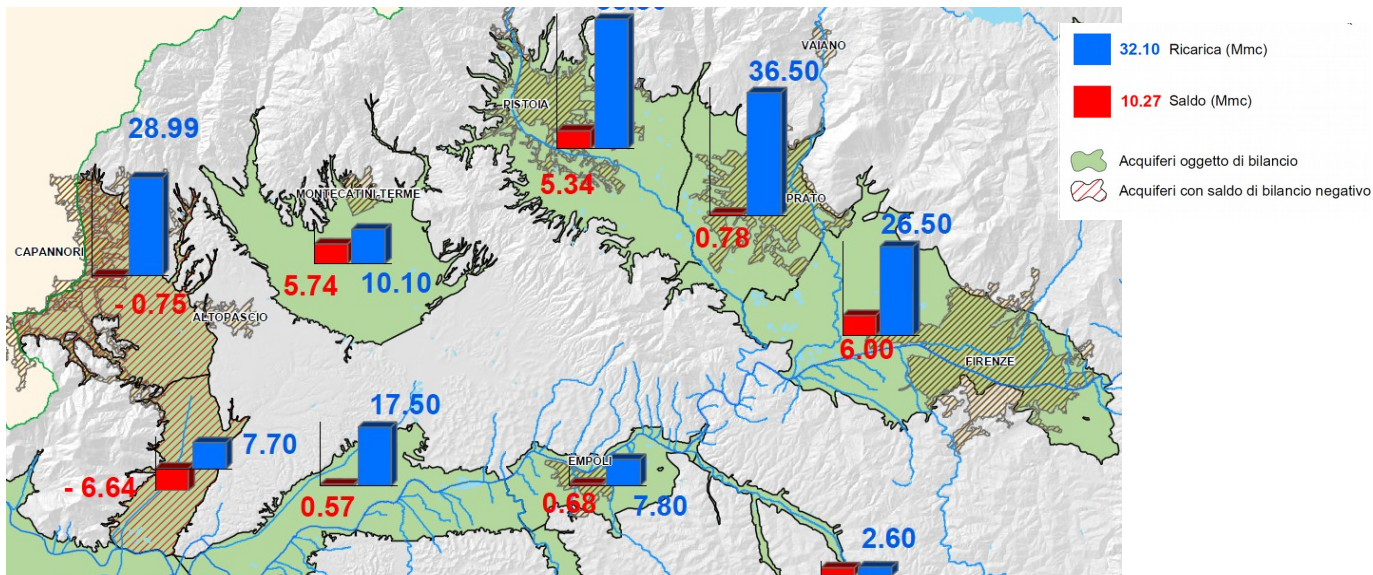 VAIANO
32.10 Ricarica (Mmc)
36.50
10.27 Saldo (Mmc)
PISTOIA
28.99
Acquiferi oggetto di bilancio
5.34
MONTECATINI-TERME
PRATO
Acquiferi con saldo di bilancio negativo
0.78
26.50
CAPANNORI
5.74
10.10
- 0.75
ALTOPASCIO
6.00
FIRENZE
17.50
7.70
EMPOLI
- 6.64
0.57
0.68
7.80
2.60